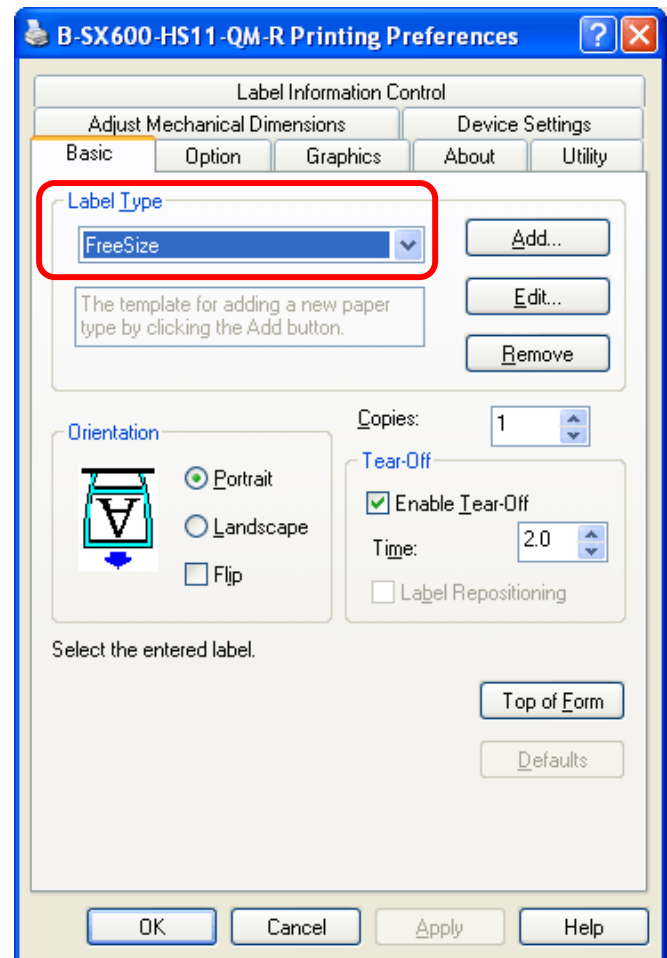 B-SX600-HS11-QM-R Printing Preferences
Label Information Control
Adjust Mechanical Dimensions Device Settings
Basic Option Graphics About Utility
Label Type
FreeSize
Add...
The template for adding a new paper
type by clicking the Add button.
Edit...
Remove
Orientation
Copies: 1
A
Portrait
Landscape
Flip
Tear-Off
Enable Tear-Off
Time: 2.0
Label Repositioning
Select the entered label.
Top of Form
Defaults
OK Cancel Apply Help